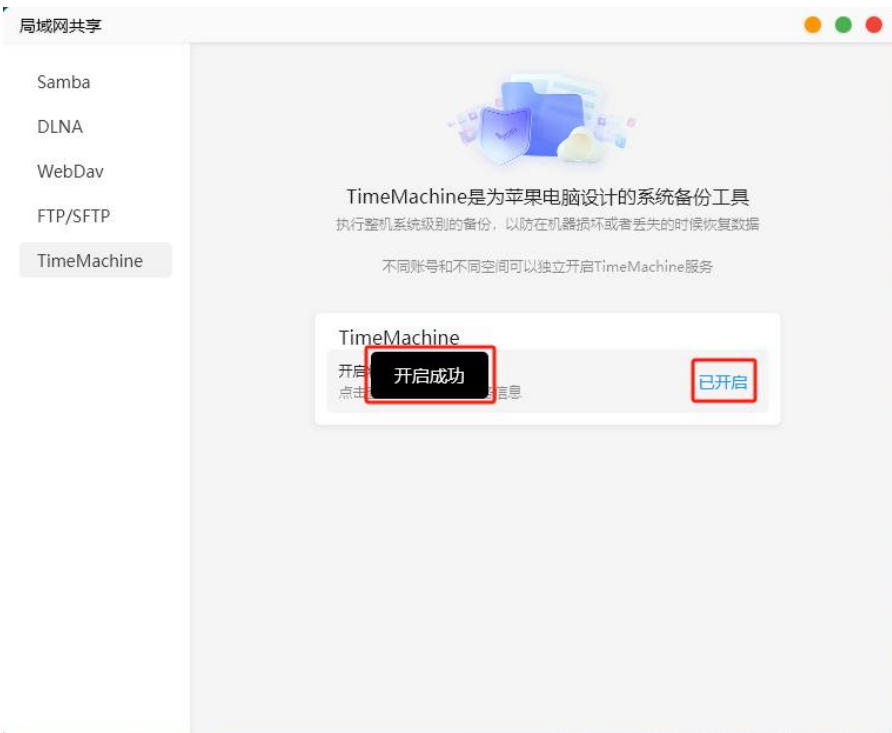 局域网共享
Samba
DLNA
WebDav
FTP/SFTP
TimeMachine
TimeMachine是为苹果电脑设计的系统备份工具
执行整机系统级别的备份，以防在机器损坏或者丢失的时候恢复数据
不同账号和不同空间可以独立开启TimeMachine服务
TimeMachine
开启
开启成功
点击
信息
已开启